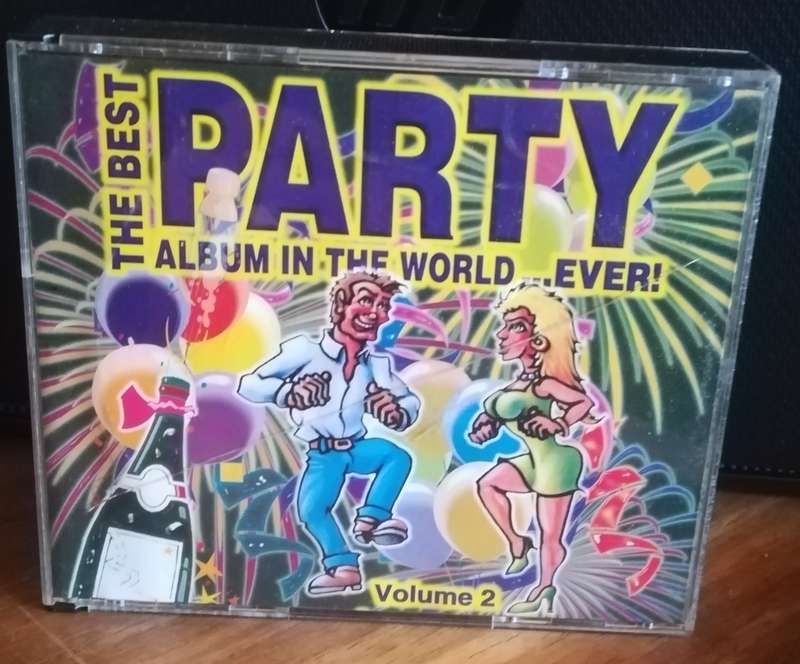 THE BEST
PARTY
ALBUM IN THE WORLD ...EVER!
Volume 2